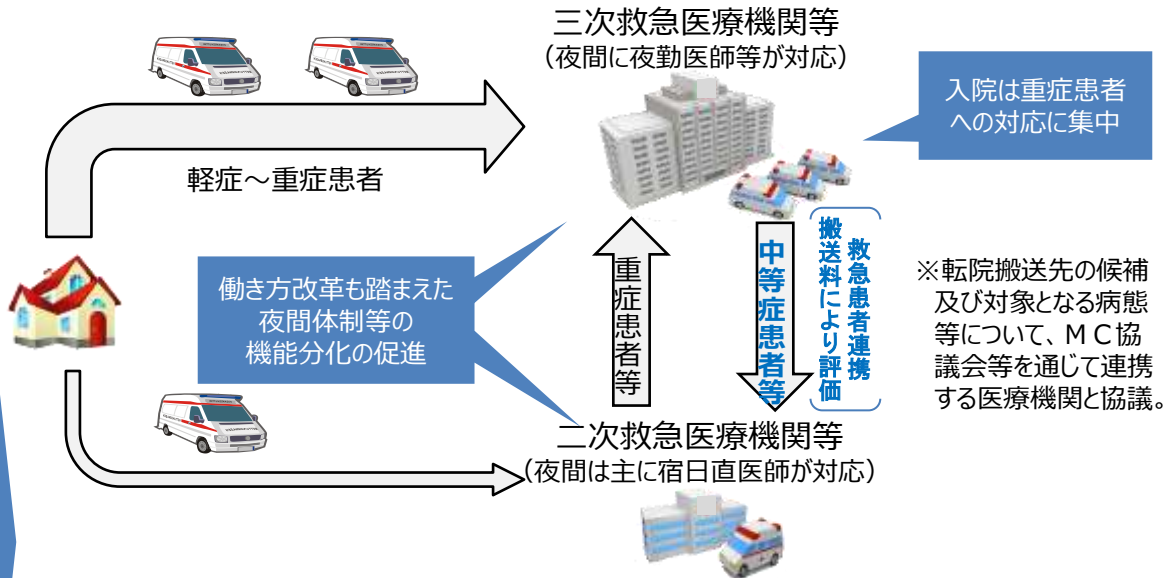 三次救急医療機関等
（夜間に夜勤医師等が対応）
入院は重症患者
への対応に集中
軽症～重症患者
働き方改革も踏まえた
夜間体制等の
機能分化の促進
重症患者等
中等症患者等
救急患者連携
搬送料により評価
※転院搬送先の候補
及び対象となる病態
等について、ＭＣ協
議会等を通じて連携
する医療機関と協議。
二次救急医療機関等
（夜間は主に宿日直医師が対応）